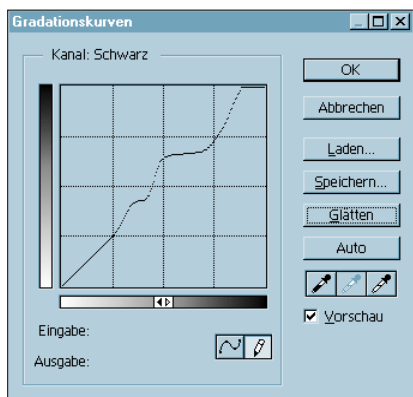 Gradationskurven
Kanal: Schwarz
OK
Abbrechen
Laden...
Speichern...
Glätten
Auto
Vorschau
Eingabe:
Ausgabe: